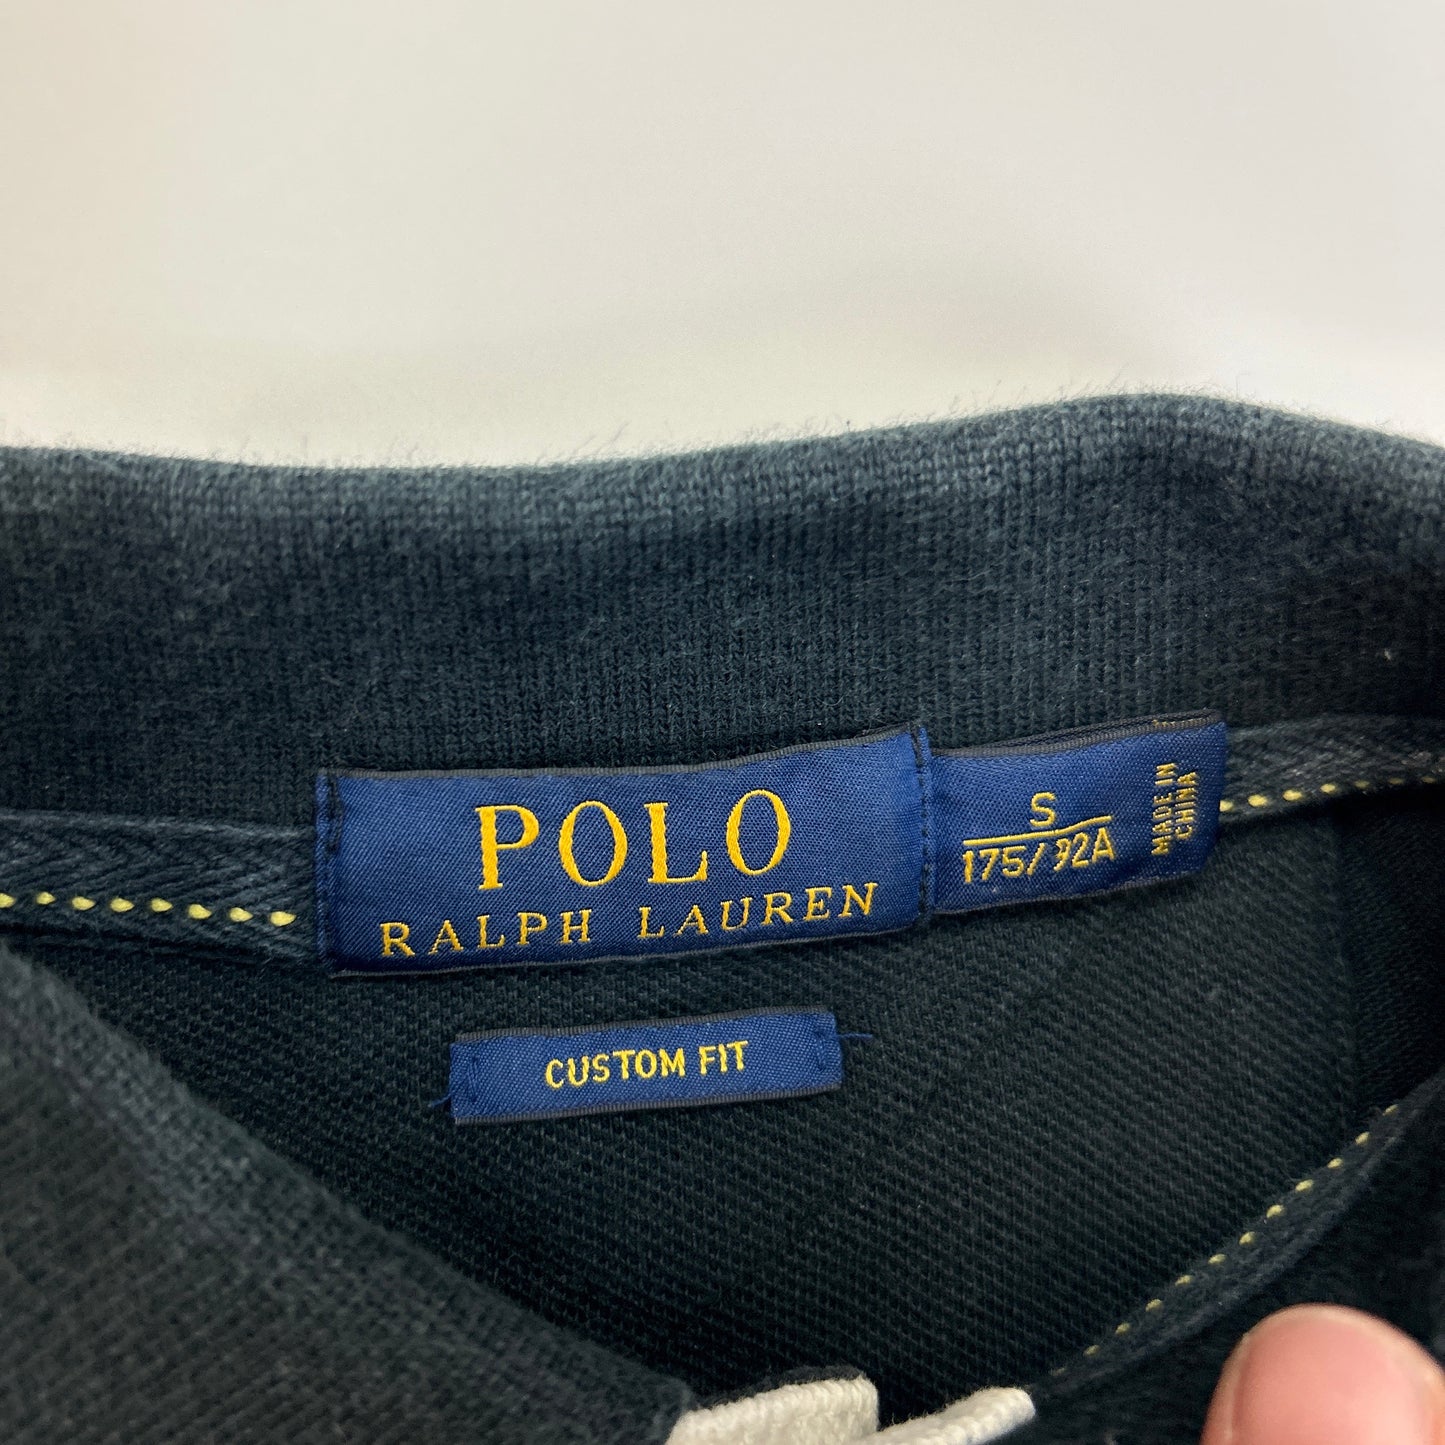 POLO
RALPH LAUREN
S
175/92A
MADE IN
CHINA
CUSTOM FIT